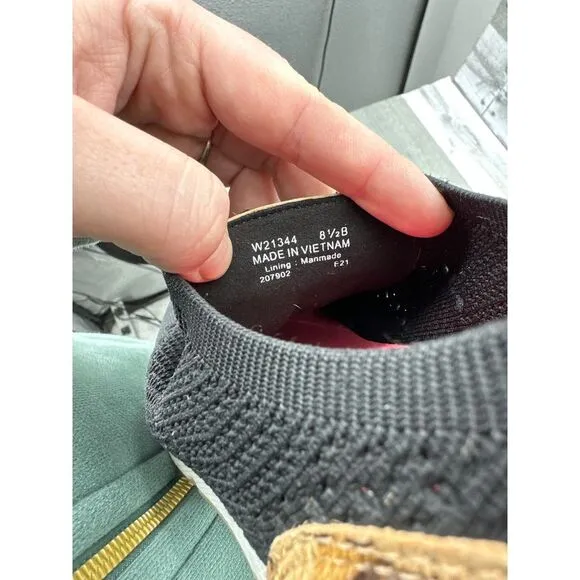 W21344 8½B
MADE IN VIETNAM
Lining : Manmade
207902 F21